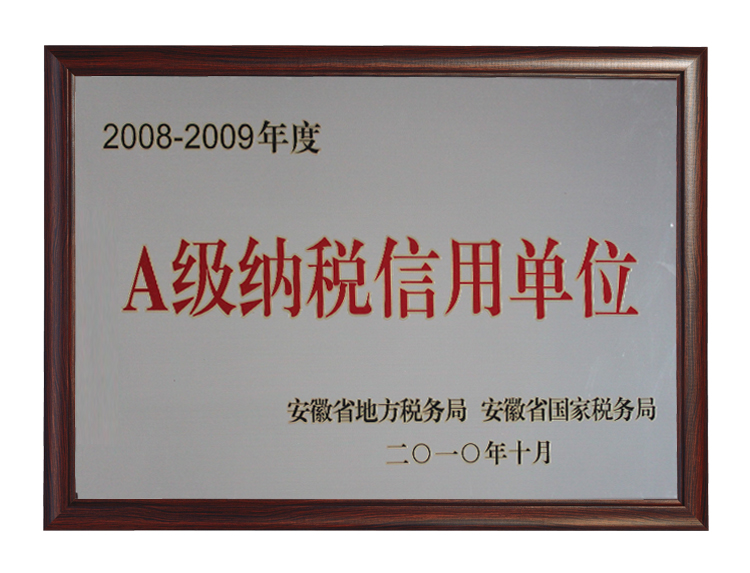 2008-2009年度
A级纳税信用单位
安徽省地方税务局 安徽省国家税务局
二〇一〇年十月